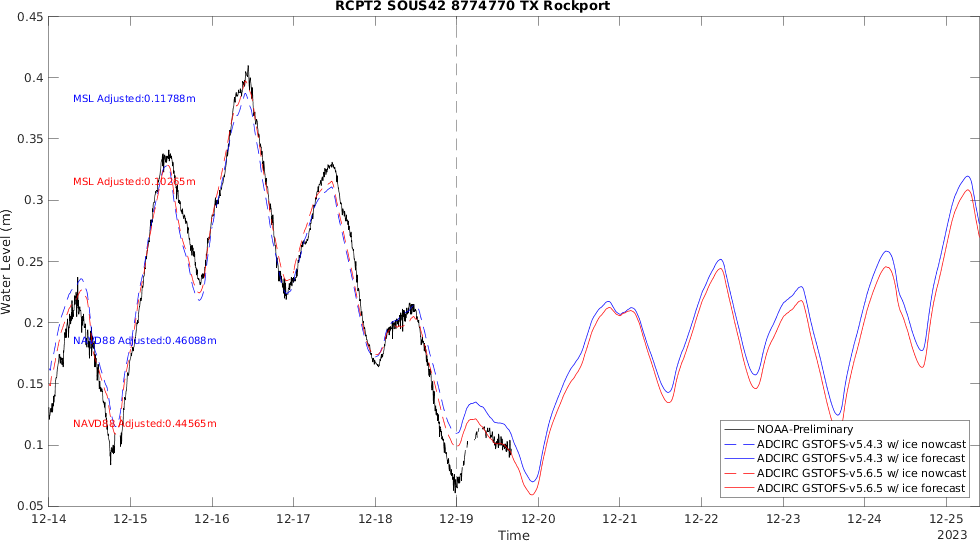 RCPT2 SOUS42 8774770 TX Rockport
0.45
0.4
0.35
0.3
0.25
0.2
0.15
0.1
0.05
Water Level (m)
MSL Adjusted:0.11788m
MSL Adjusted:0.10265m
NAVD88 Adjusted:0.46088m
NAVD88 Adjusted:0.44565m
NOAA-Preliminary
ADCIRC GSTOFS-v5.4.3 w/ ice nowcast
ADCIRC GSTOFS-v5.4.3 w/ ice forecast
ADCIRC GSTOFS-v5.6.5 w/ ice nowcast
ADCIRC GSTOFS-v5.6.5 w/ ice forecast
12-14 12-15 12-16 12-17 12-18 12-19 12-20 12-21 12-22 12-23 12-24 12-25
Time 2023